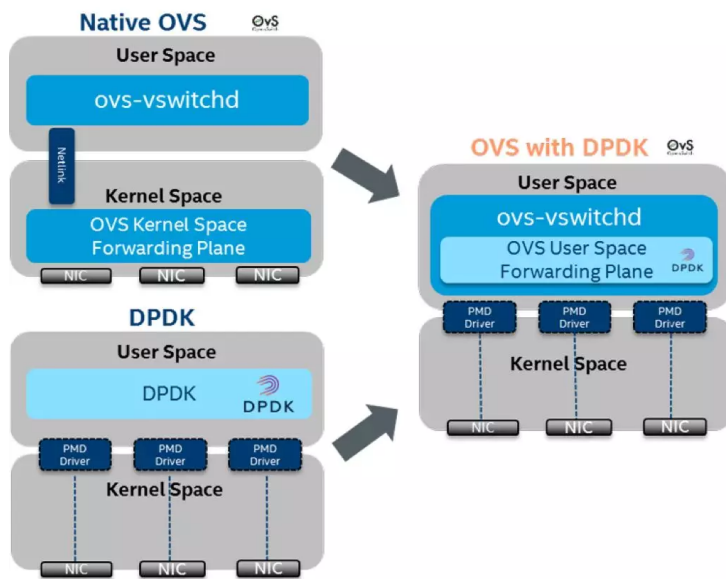 Native OVS
OvS
User Space
ovs-vswitchd
Netlink
Kernel Space
OVS Kernel Space
Forwarding Plane
NIC
NIC
NIC
DPDK
User Space
DPDK
DPDK
PMD
Driver
PMD
Driver
PMD
Driver
Kernel Space
NIC
NIC
NIC
OVS with DPDK
OvS
User Space
ovs-vswitchd
OVS User Space
Forwarding Plane
DPDK
PMD
Driver
PMD
Driver
PMD
Driver
Kernel Space
NIC
NIC
NIC